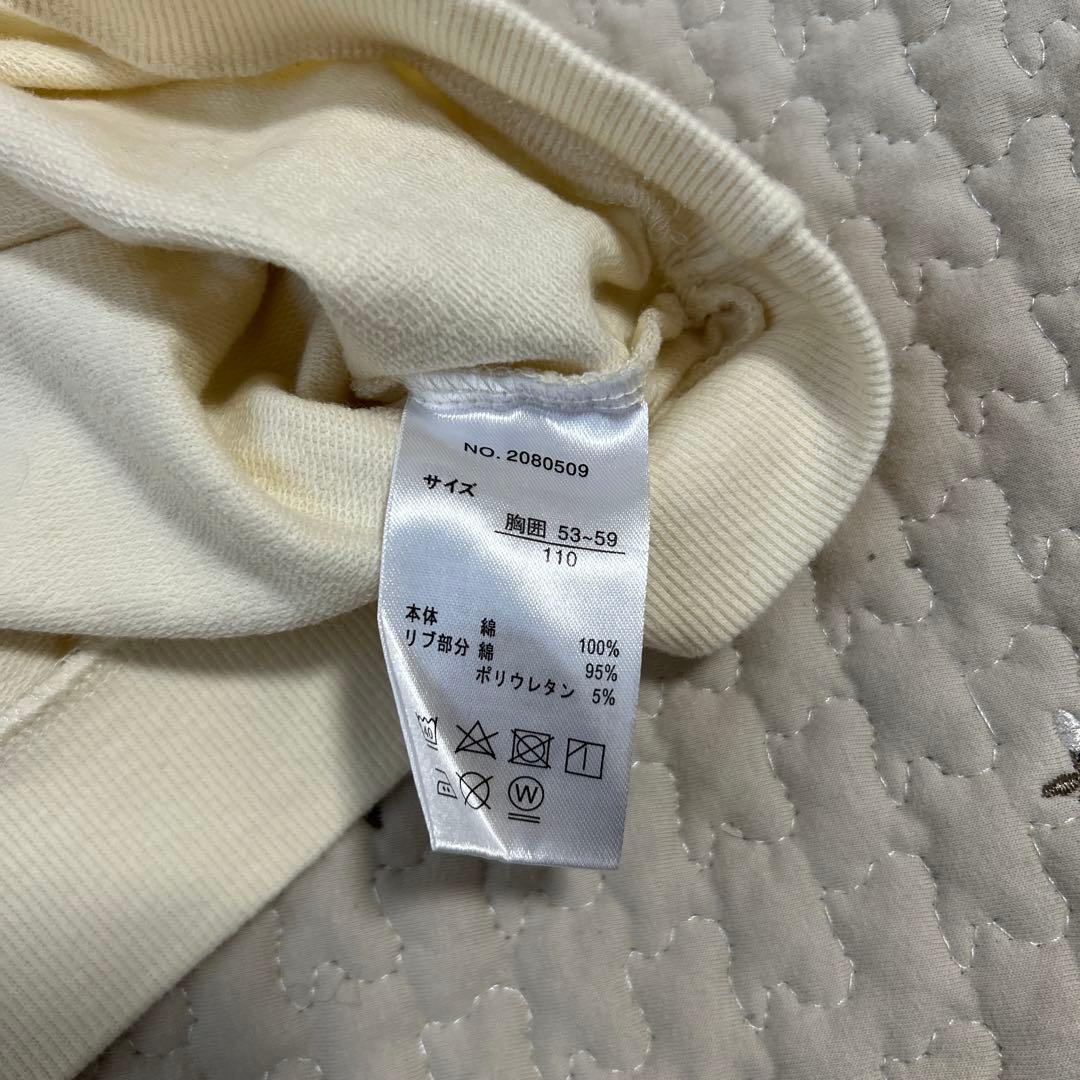 NO. 2080509
サイズ
胸囲 53~59
110
本体 綿 100%
リブ部分 綿 95%
ポリウレタン 5%
W